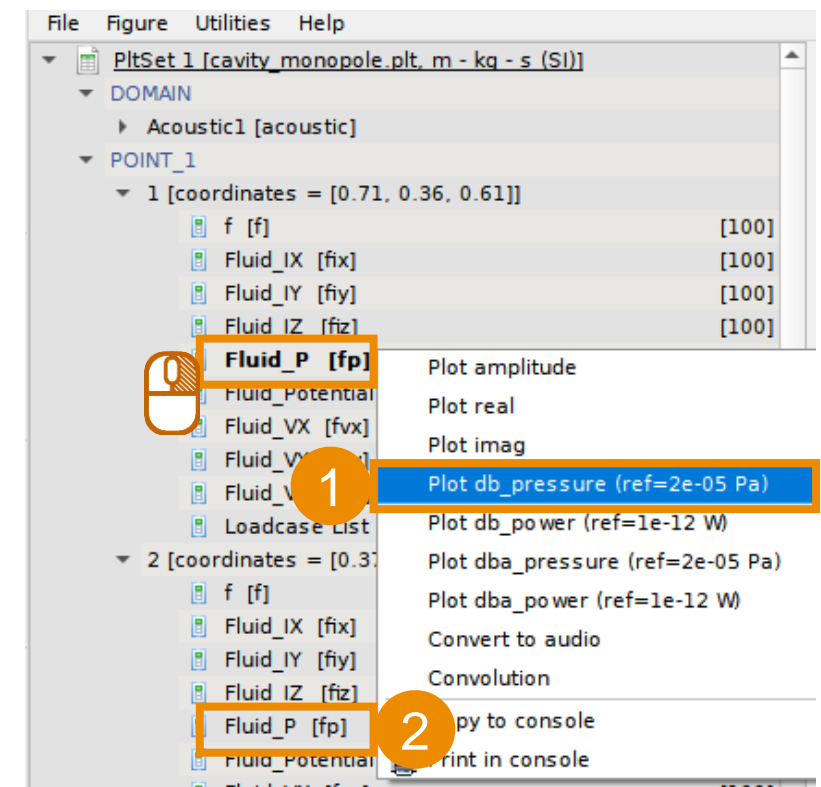 File Figure Utilities Help
PltSet 1 [cavity_monopole.plt, m - kg - s (SI)]
DOMAIN
Acoustic1 [acoustic]
POINT_1
1 [coordinates = [0.71, 0.36, 0.61]]
f [f] [100]
Fluid_IX [fix] [100]
Fluid_IY [fiy] [100]
Fluid_IZ [fiz] [100]
Fluid_P [fp]
Fluid_Potential
Fluid_VX [fvx]
1
Loadcase List
2 [coordinates = [0.37
f [f]
Fluid_IX [fix]
Fluid_IY [fiy]
Fluid_IZ [fiz]
Fluid_P [fp]
Fluid_Potential
Plot amplitude
Plot real
Plot imag
Plot db_pressure (ref=2e-05 Pa)
Plot db_power (ref=1e-12 W)
Plot dba_pressure (ref=2e-05 Pa)
Plot dba_power (ref=1e-12 W)
Convert to audio
Convolution
2
to console
in console